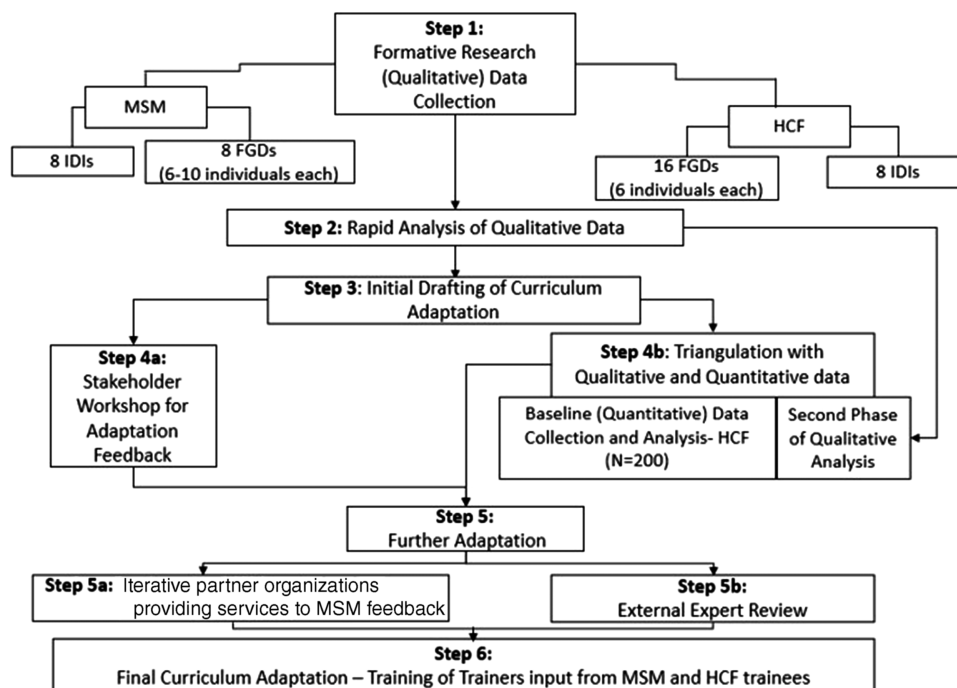 Step 1:
Formative Research
(Qualitative) Data
Collection
MSM
HCF
8 IDIs
8 FGDs
(6-10 individuals each)
16 FGDs
(6 individuals each)
8 IDIs
Step 2: Rapid Analysis of Qualitative Data
Step 3: Initial Drafting of Curriculum
Adaptation
Step 4a:
Stakeholder
Workshop for
Adaptation
Feedback
Step 4b: Triangulation with
Qualitative and Quantitative data
Baseline (Quantitative) Data
Collection and Analysis- HCF
(N=200)
Second Phase
of Qualitative
Analysis
Step 5:
Further Adaptation
Step 5a: Iterative partner organizations
providing services to MSM feedback
Step 5b:
External Expert Review
Step 6:
Final Curriculum Adaptation – Training of Trainers input from MSM and HCF trainees